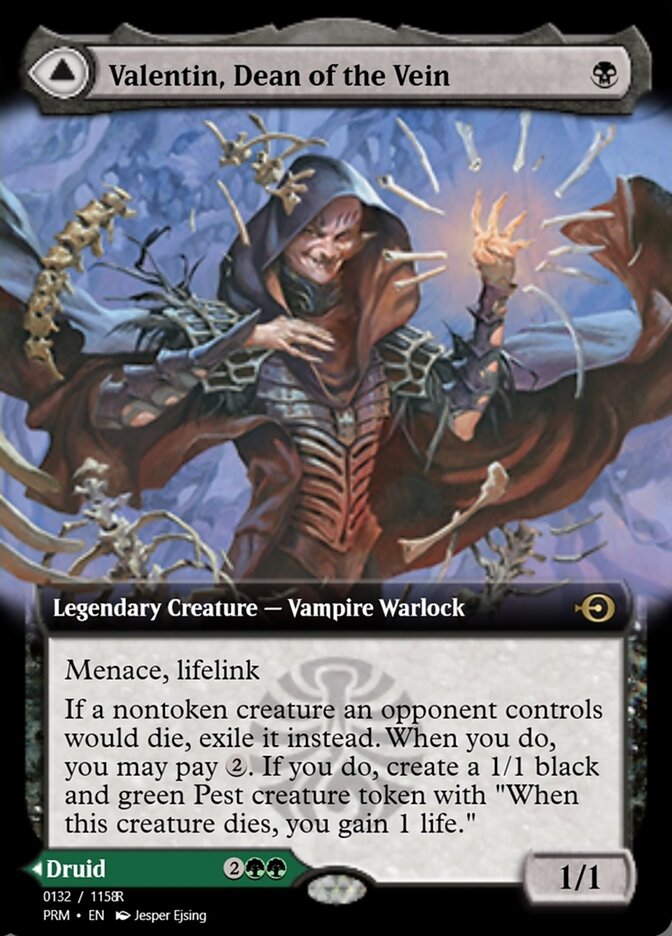 Valentin, Dean of the Vein
Legendary Creature — Vampire Warlock
Menace, lifelink
If a nontoken creature an opponent controls
would die, exile it instead. When you do,
you may pay 2. If you do, create a 1/1 black
and green Pest creature token with "When
this creature dies, you gain 1 life."
Druid 2
1/1
0132 / 1158R
PRM • EN Jesper Ejsing